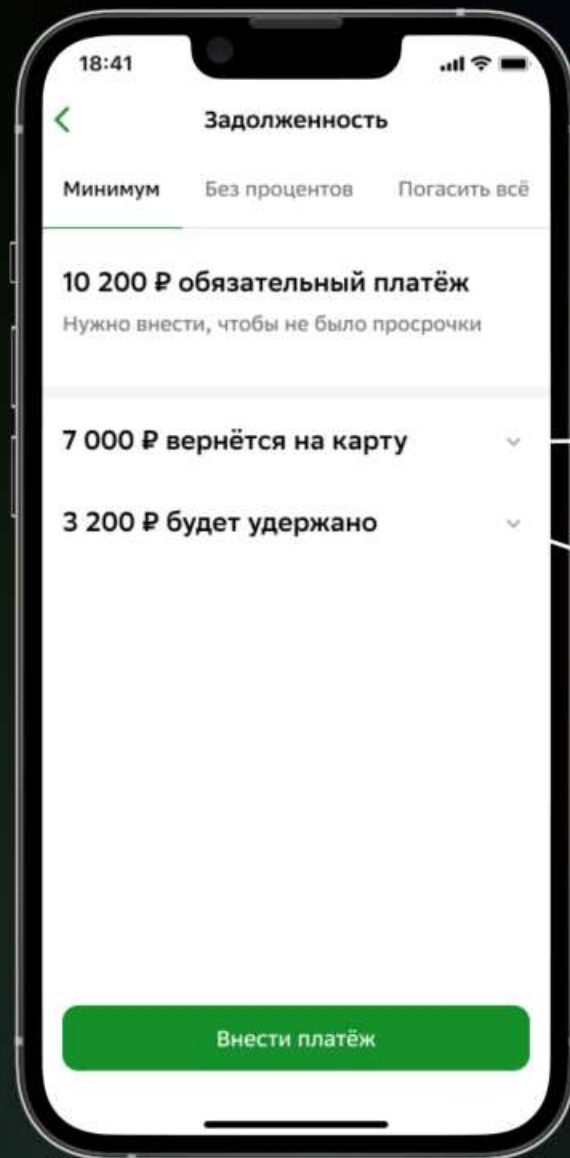 18:41
Задолженность
Минимум Без процентов Погасить всё
10 200 ₽ обязательный платёж
Нужно внести, чтобы не было просрочки
7 000 ₽ вернётся на карту
3 200 ₽ будет удержано
Внести платёж